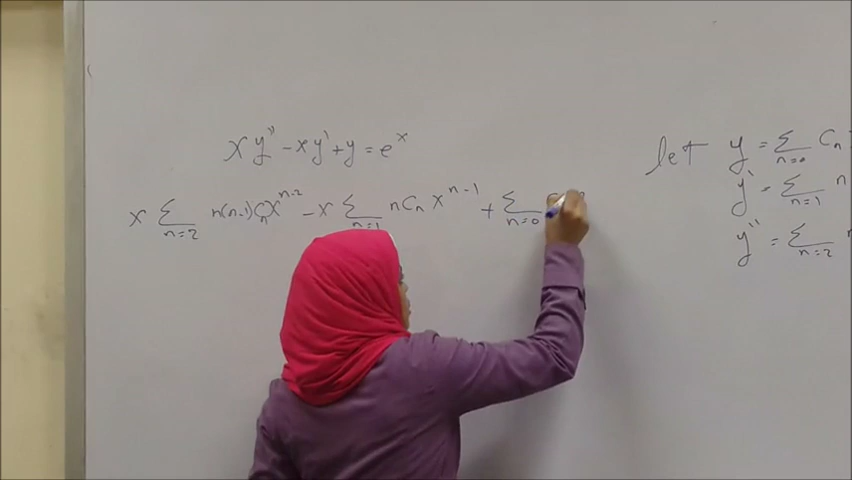 xy'' - xy' + y = e^x
x Σ_{n=2} n(n-1)C_n x^{n-2} - x Σ_{n=1} n C_n x^{n-1} + Σ_{n=0}
let y = Σ_{n=0} C_n
y' = Σ_{n=1} n
y'' = Σ_{n=2}